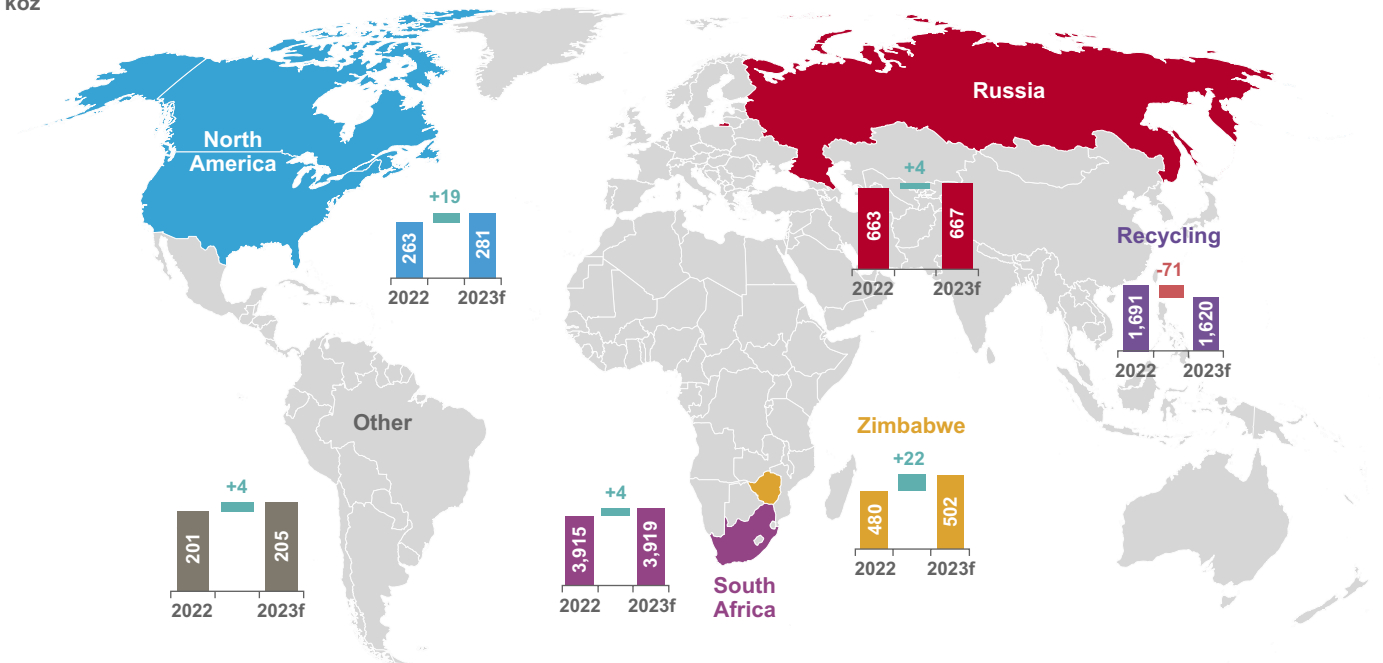 koz
North
America
+19
263
281
2022
2023f
Russia
+4
663
667
2022
2023f
Recycling
-71
1,691
1,620
2022
2023f
Other
+4
201
205
2022
2023f
+4
3,915
3,919
2022
2023f
South
Africa
Zimbabwe
+22
480
502
2022
2023f